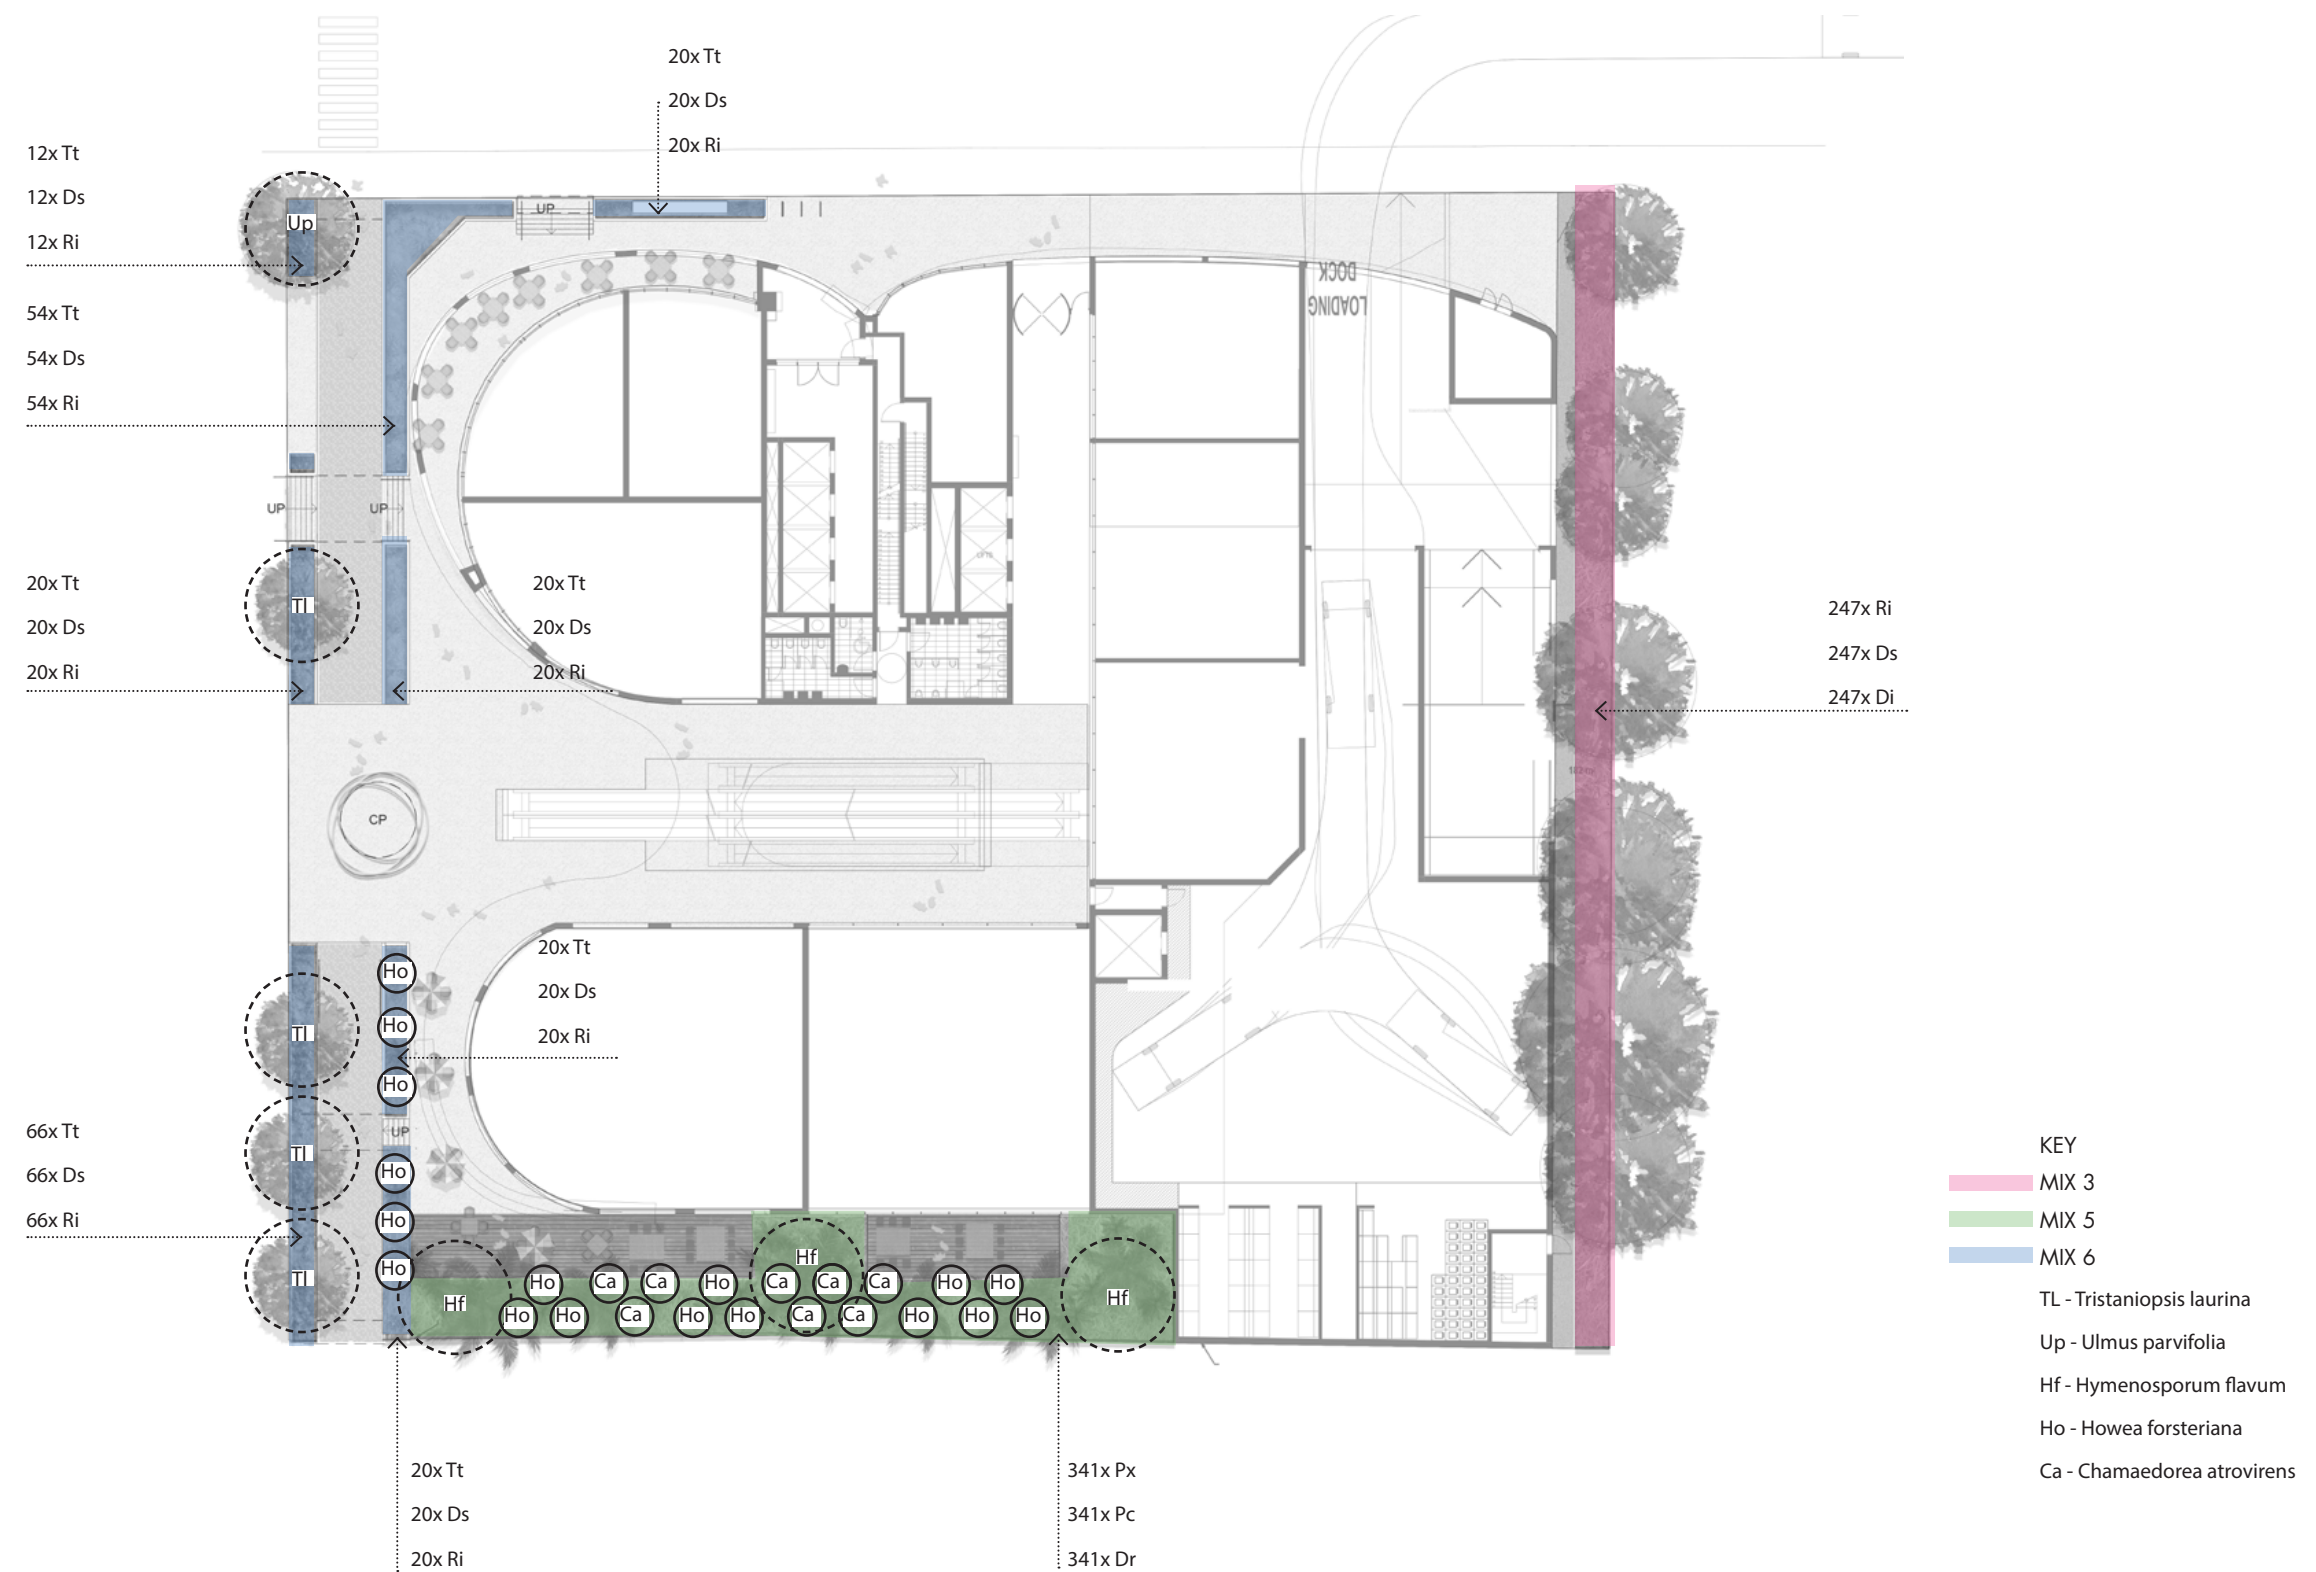 20x Tt
20x Ds
20x Ri
12x Tt
12x Ds
12x Ri
Up
UP
54x Tt
54x Ds
54x Ri
LOADING
DOCK
UP
UP
LIFTS
20x Tt
20x Ds
20x Ri
Tl
20x Tt
20x Ds
20x Ri
247x Ri
247x Ds
247x Di
CP
20x Tt
20x Ds
20x Ri
Ho
Ho
Ho
Tl
66x Tt
66x Ds
66x Ri
UP
Tl
Ho
Ho
Ho
Tl
Hf
Hf
Hf
Ho
Ca
Ca
Ho
Ca
Ca
Ca
Ho
Ho
Ho
Ho
Ca
Ho
Ho
Ca
Ca
Ho
Ho
Ho
20x Tt
20x Ds
20x Ri
341x Px
341x Pc
341x Dr
KEY
MIX 3
MIX 5
MIX 6
TL - Tristaniopsis laurina
Up - Ulmus parvifolia
Hf - Hymenosporum flavum
Ho - Howea forsteriana
Ca - Chamaedorea atrovirens